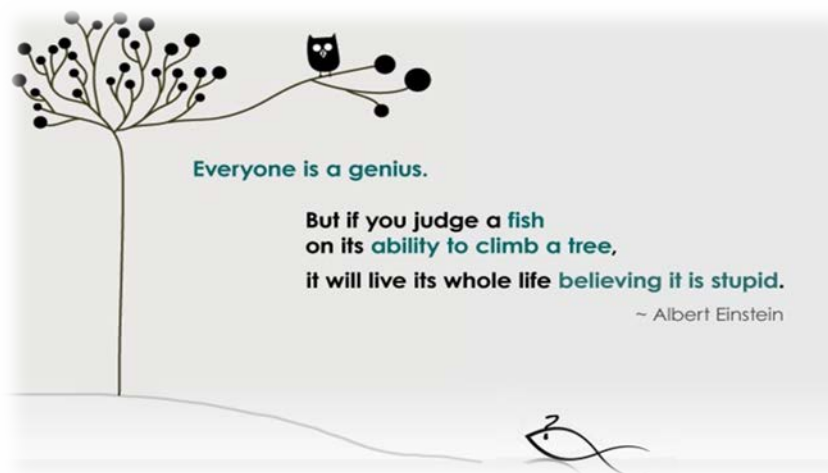 Everyone is a genius.
But if you judge a fish
on its ability to climb a tree,
it will live its whole life believing it is stupid.
~ Albert Einstein